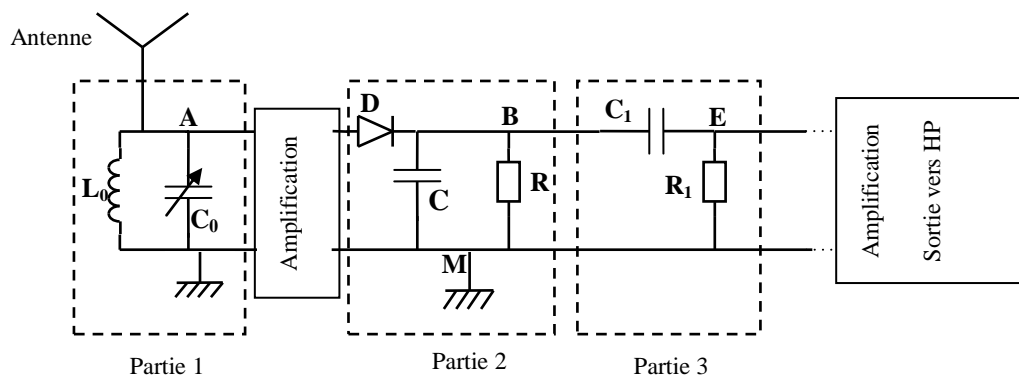 Antenne
A
L0
C0
Amplification
D
B
C
R
M
C1
E
R1
Amplification
Sortie vers HP
Partie 1
Partie 2
Partie 3